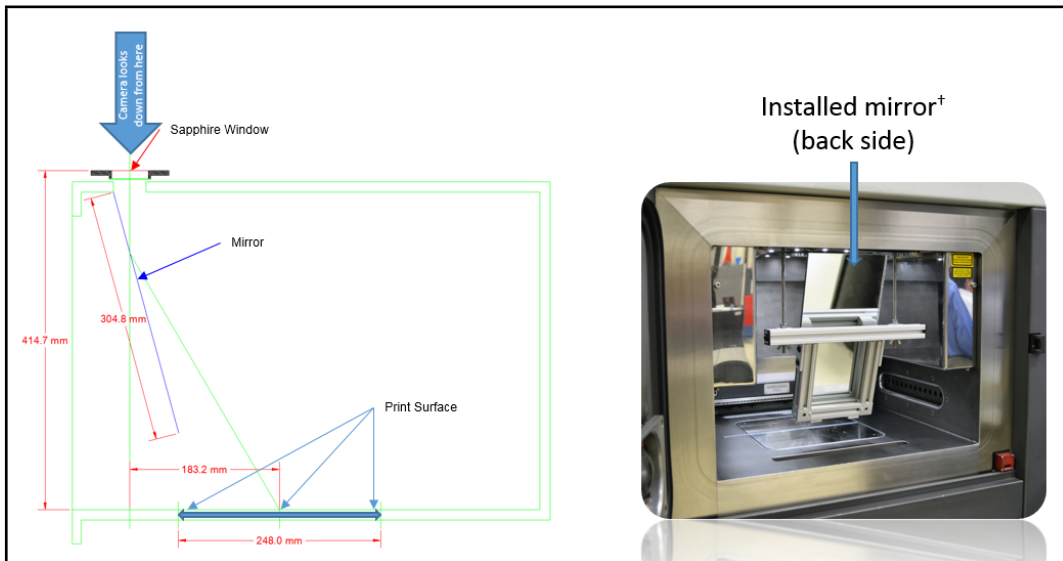 Camera looks
down from here
Sapphire Window
Mirror
304.8 mm
414.7 mm
Print Surface
183.2 mm
248.0 mm
Installed mirror†
(back side)